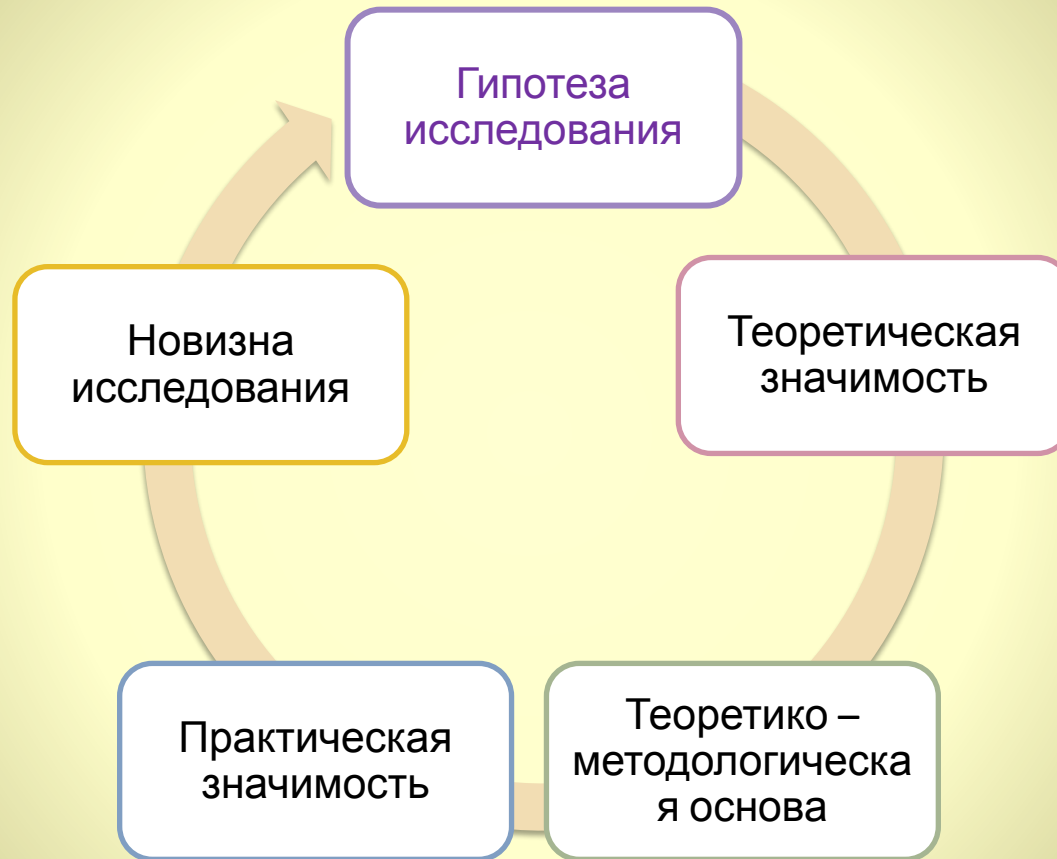 Гипотеза
исследования
Теоретическая
значимость
Теоретико –
методологическа
я основа
Практическая
значимость
Новизна
исследования